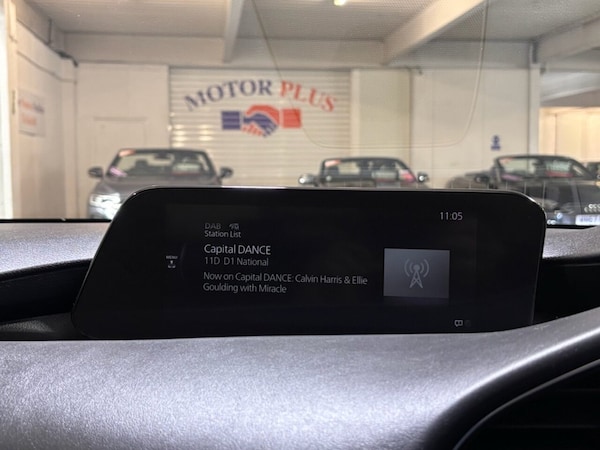 MOTOR PLUS
11:05
DAB
Station List
Capital DANCE
11D D1 National
Now on Capital DANCE: Calvin Harris & Ellie
Goulding with Miracle